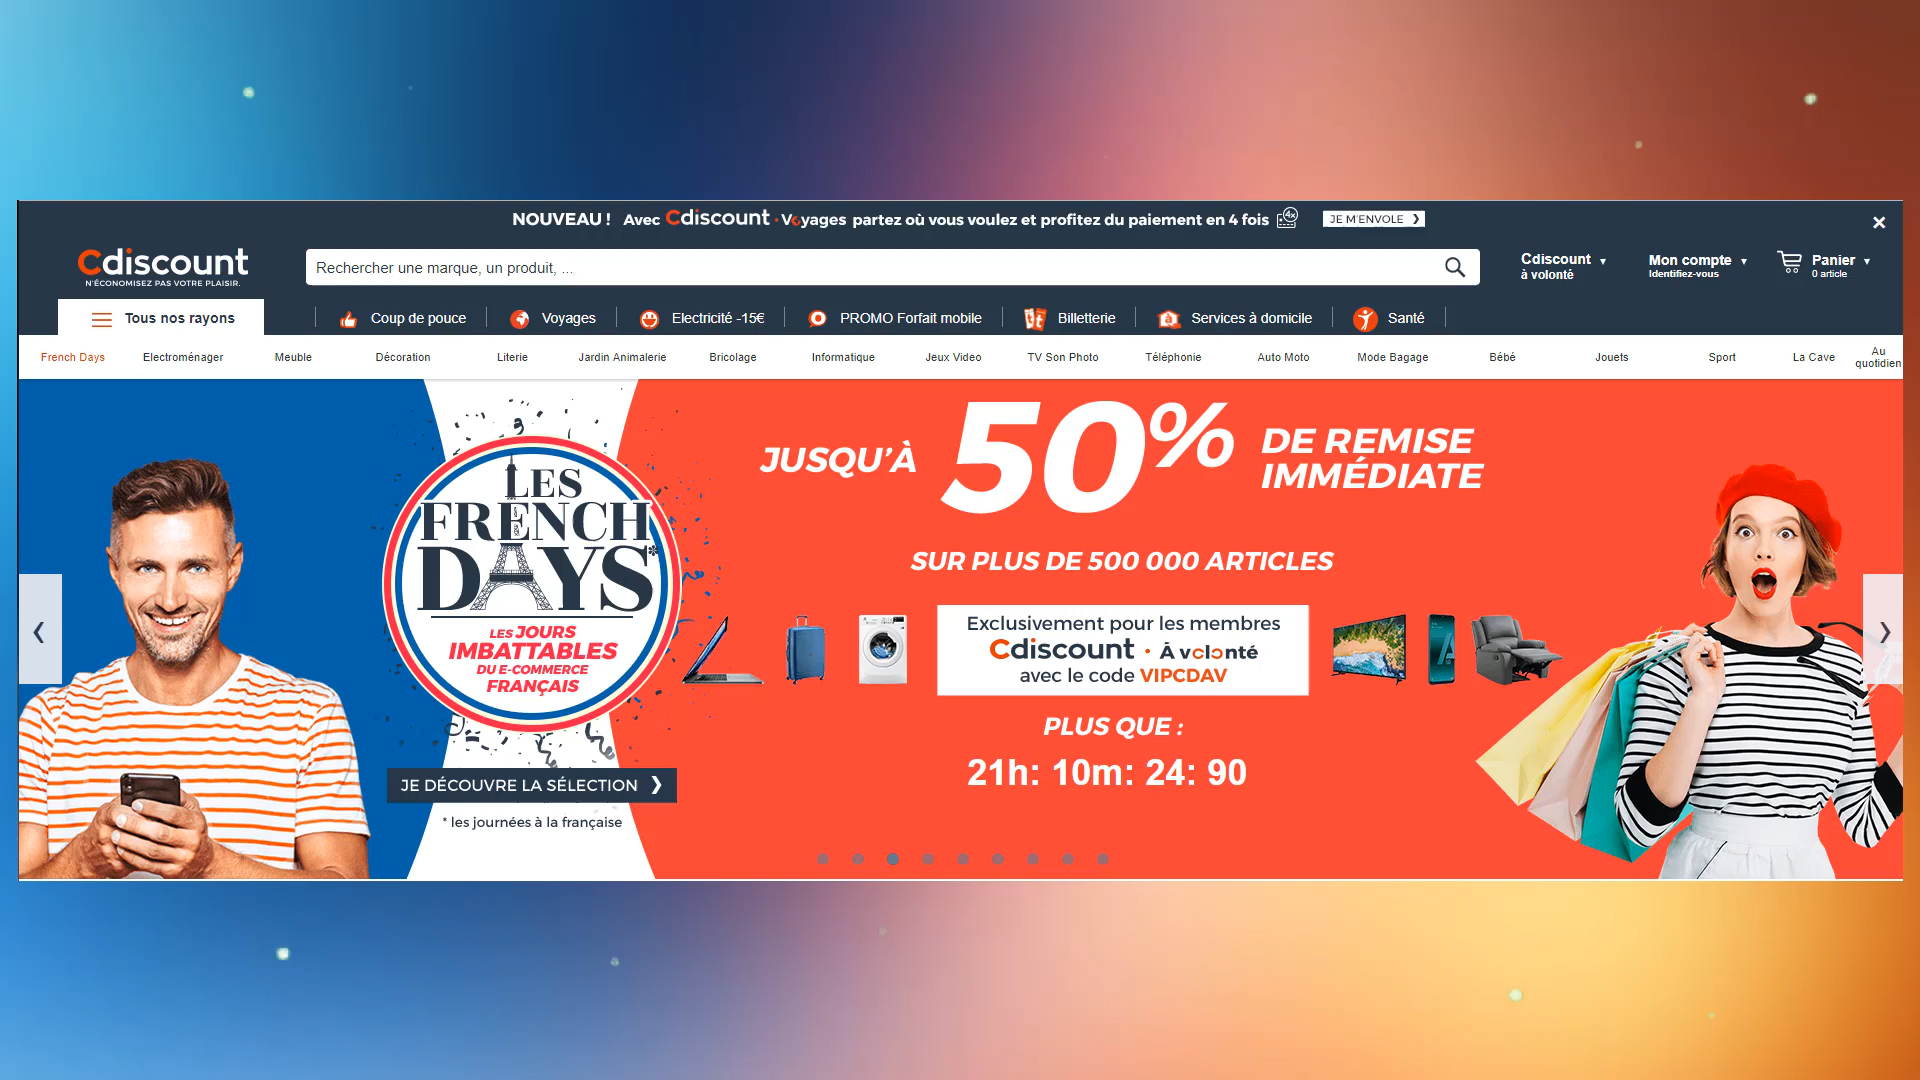 NOUVEAU ! Avec Cdiscount · Voyages partez où vous voulez et profitez du paiement en 4 fois 4x JE M'ENVOLE ❯
×
Cdiscount
N'ÉCONOMISEZ PAS VOTRE PLAISIR.
Rechercher une marque, un produit, ...
Cdiscount ▼
à volonté
Mon compte ▼
Identifiez-vous
Panier ▼
0 article
Tous nos rayons
Coup de pouce
Voyages
Electricité -15€
PROMO Forfait mobile
Billetterie
Services à domicile
Santé
French Days
Electroménager
Meuble
Décoration
Literie
Jardin Animalerie
Bricolage
Informatique
Jeux Video
TV Son Photo
Téléphonie
Auto Moto
Mode Bagage
Bébé
Jouets
Sport
La Cave
Au
quotidien
LES
FRENCH
DAYS*
LES JOURS
IMBATTABLES
DU E-COMMERCE
FRANÇAIS
JE DÉCOUVRE LA SÉLECTION ❯
* les journées à la française
JUSQU'À 50% DE REMISE
IMMÉDIATE
SUR PLUS DE 500 000 ARTICLES
Exclusivement pour les membres
Cdiscount · À volonté
avec le code VIPCDAV
PLUS QUE :
21h: 10m: 24: 90